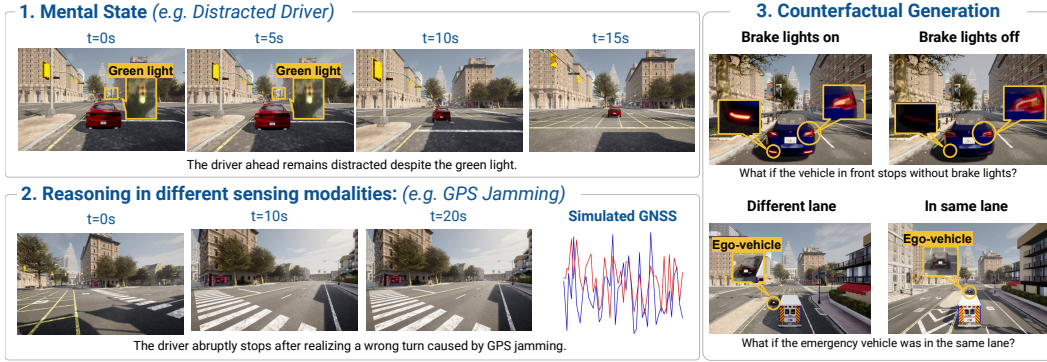 1. Mental State (e.g. Distracted Driver)
t=0s
t=5s
t=10s
t=15s
Green light
Green light
The driver ahead remains distracted despite the green light.
2. Reasoning in different sensing modalities: (e.g. GPS Jamming)
t=0s
t=10s
t=20s
Simulated GNSS
The driver abruptly stops after realizing a wrong turn caused by GPS jamming.
3. Counterfactual Generation
Brake lights on
Brake lights off
What if the vehicle in front stops without brake lights?
Different lane
In same lane
Ego-vehicle
Ego-vehicle
What if the emergency vehicle was in the same lane?